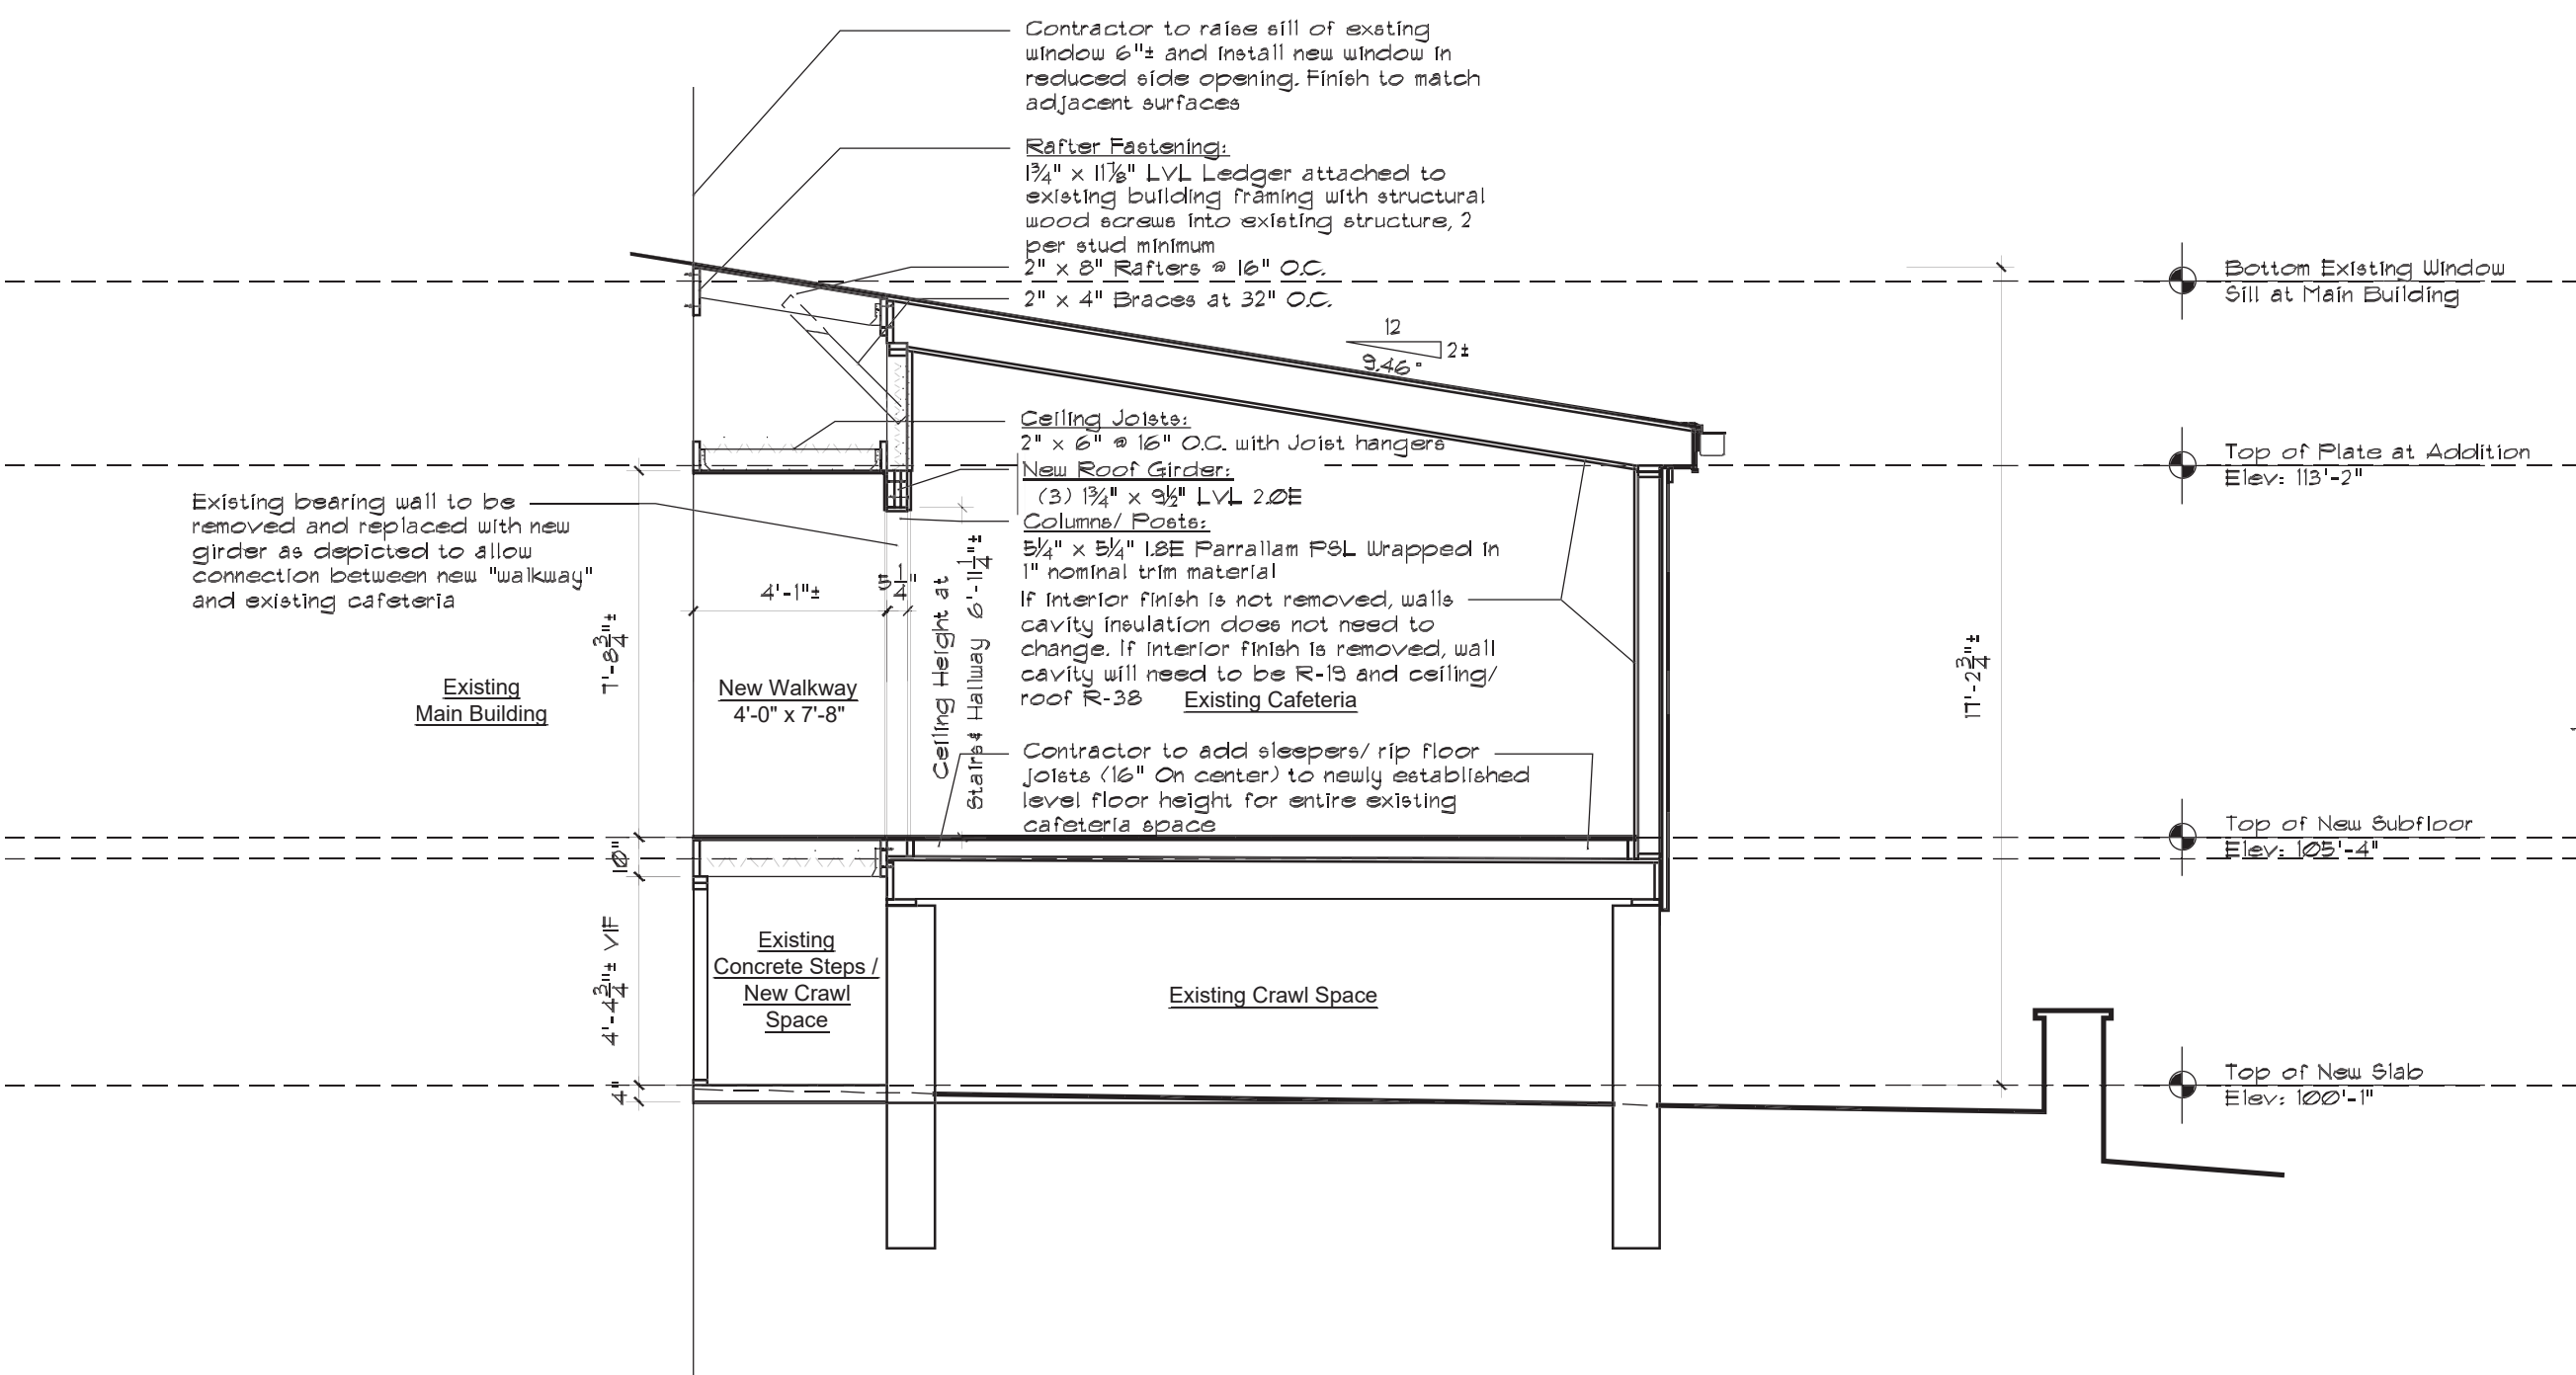 Contractor to raise sill of exsting
window 6"± and install new window in
reduced side opening. Finish to match
adjacent surfaces
Rafter Fastening:
1¾" x 11⅞" LVL Ledger attached to
existing building framing with structural
wood screws into existing structure, 2
per stud minimum
2" x 8" Rafters @ 16" O.C.
2" x 4" Braces at 32" O.C.
12
2±
9.46°
Bottom Existing Window
Sill at Main Building
Ceiling Joists:
2" x 6" @ 16" O.C. with Joist hangers
New Roof Girder:
(3) 1¾" x 9½" LVL 2.0E
Columns/ Posts:
5¼" x 5¼" 1.8E Parrallam PSL Wrapped in
1" nominal trim material
If interior finish is not removed, walls
cavity insulation does not need to
change. If interior finish is removed, wall
cavity will need to be R-19 and ceiling/
roof R-38
Existing Cafeteria
Contractor to add sleepers/ rip floor
joists (16" On center) to newly established
level floor height for entire existing
cafeteria space
Top of Plate at Addition
Elev: 113'-2"
Existing bearing wall to be
removed and replaced with new
girder as depicted to allow
connection between new "walkway"
and existing cafeteria
4'-1"±
5 1/4"
Ceiling Height at
Stairs & Hallway 6'-11 1/4"±
7'-8 3/4"±
17'-2 3/4"±
Existing
Main Building
New Walkway
4'-0" x 7'-8"
Top of New Subfloor
Elev: 105'-4"
10"
4'-4 3/4"± VIF
4"
Existing
Concrete Steps /
New Crawl
Space
Existing Crawl Space
Top of New Slab
Elev: 100'-1"